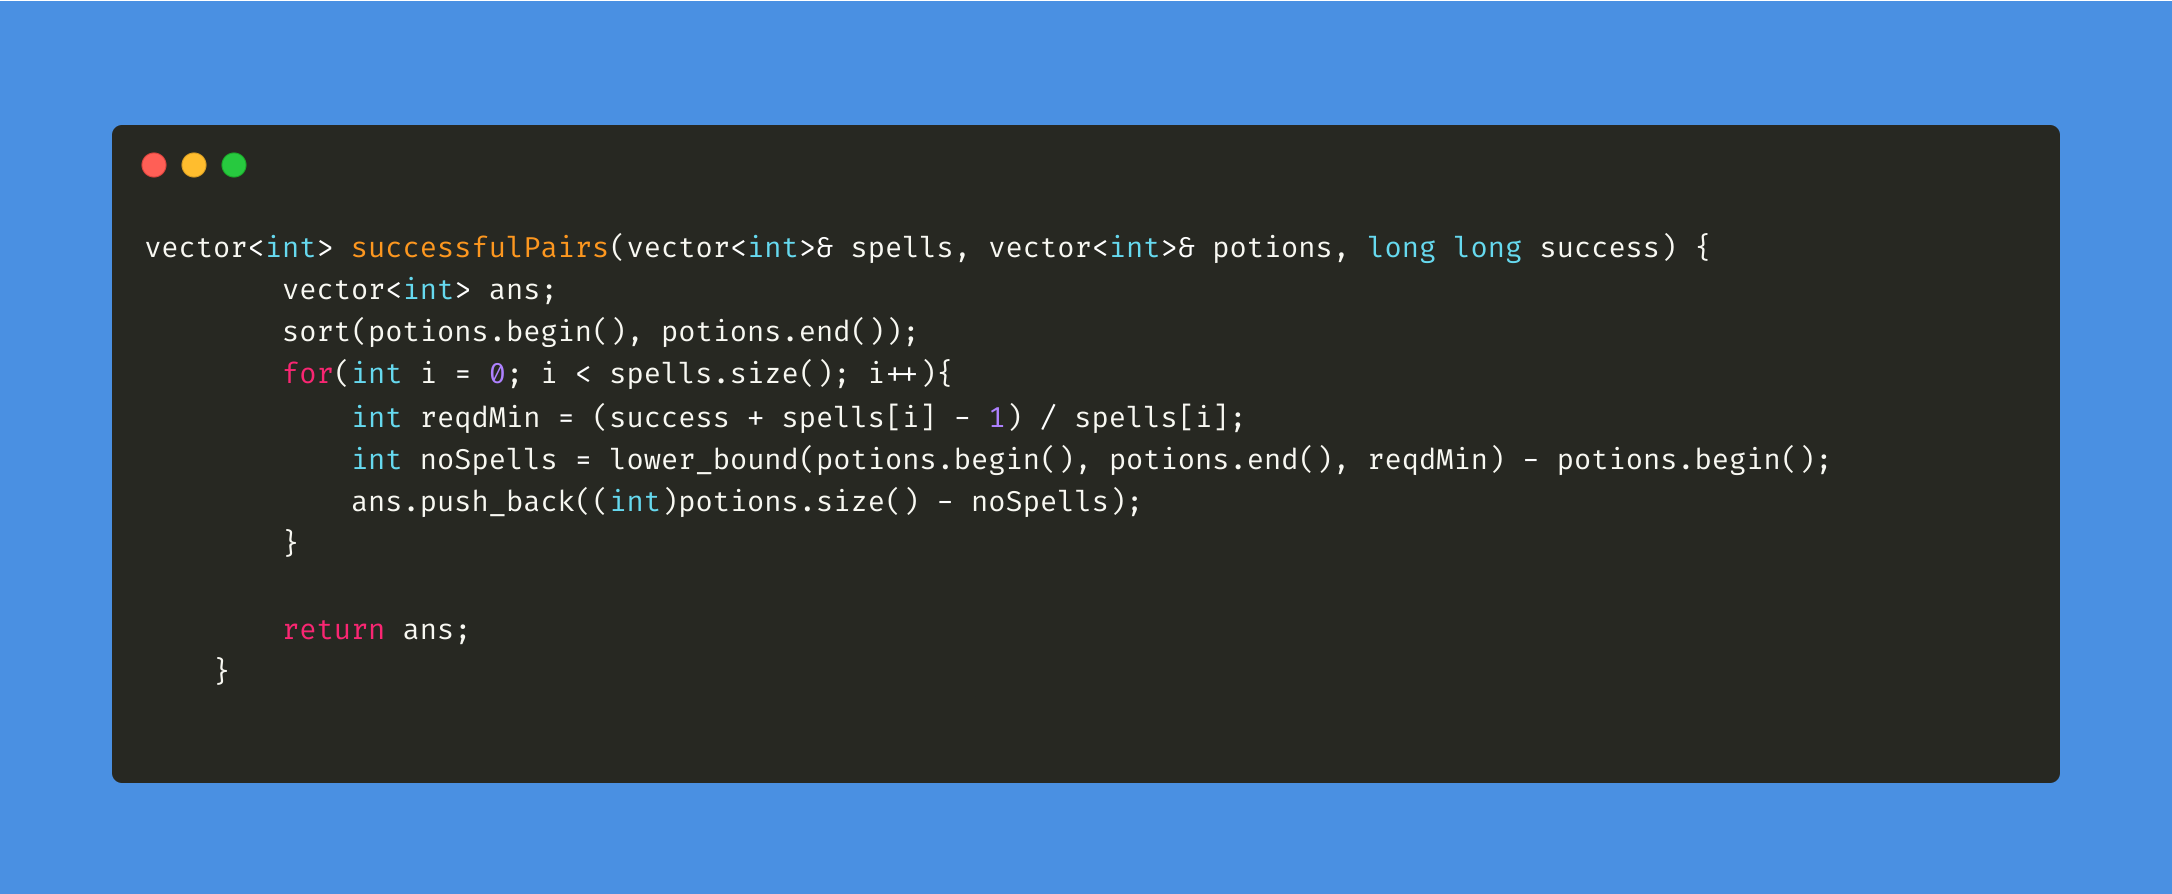 vector<int> successfulPairs(vector<int>& spells, vector<int>& potions, long long success) {
vector<int> ans;
sort(potions.begin(), potions.end());
for(int i = 0; i < spells.size(); i++){
int reqdMin = (success + spells[i] - 1) / spells[i];
int noSpells = lower_bound(potions.begin(), potions.end(), reqdMin) - potions.begin();
ans.push_back((int)potions.size() - noSpells);
}
return ans;
}